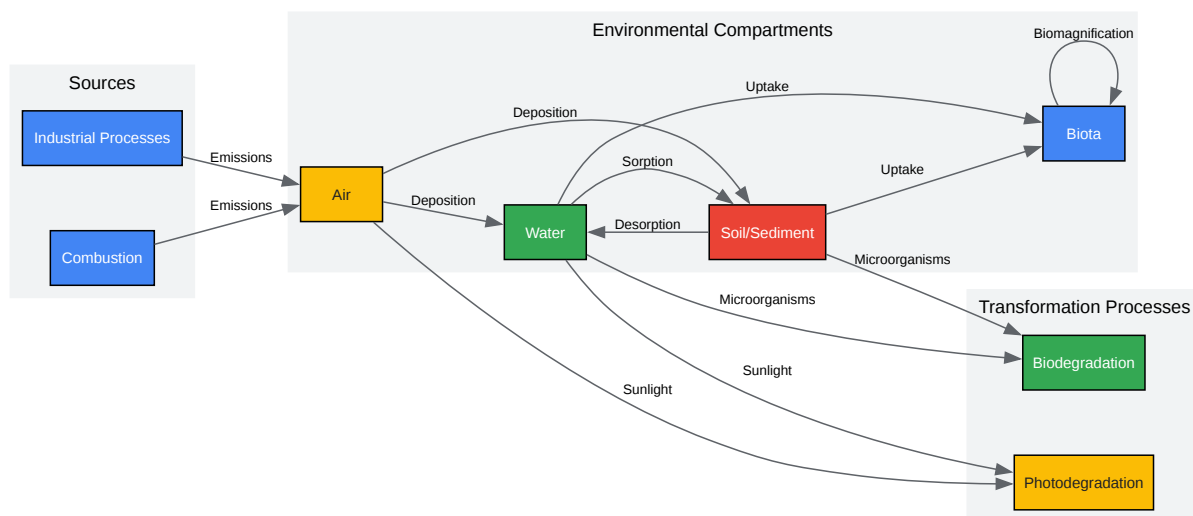 Environmental Compartments
Sources
Transformation Processes
Industrial Processes
Combustion
Air
Water
Soil/Sediment
Biota
Biodegradation
Photodegradation
Emissions
Emissions
Deposition
Deposition
Uptake
Sorption
Desorption
Uptake
Biomagnification
Microorganisms
Microorganisms
Sunlight
Sunlight